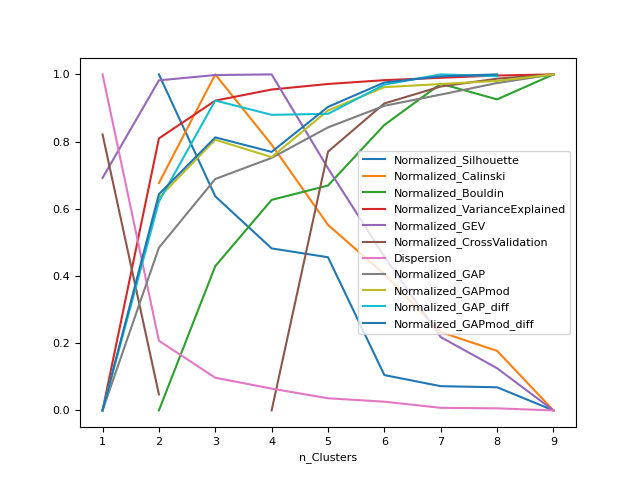 1.0
0.8
0.6
0.4
0.2
0.0
Normalized_Silhouette
Normalized_Calinski
Normalized_Bouldin
Normalized_VarianceExplained
Normalized_GEV
Normalized_CrossValidation
Dispersion
Normalized_GAP
Normalized_GAPmod
Normalized_GAP_diff
Normalized_GAPmod_diff
1 2 3 4 5 6 7 8 9
n_Clusters